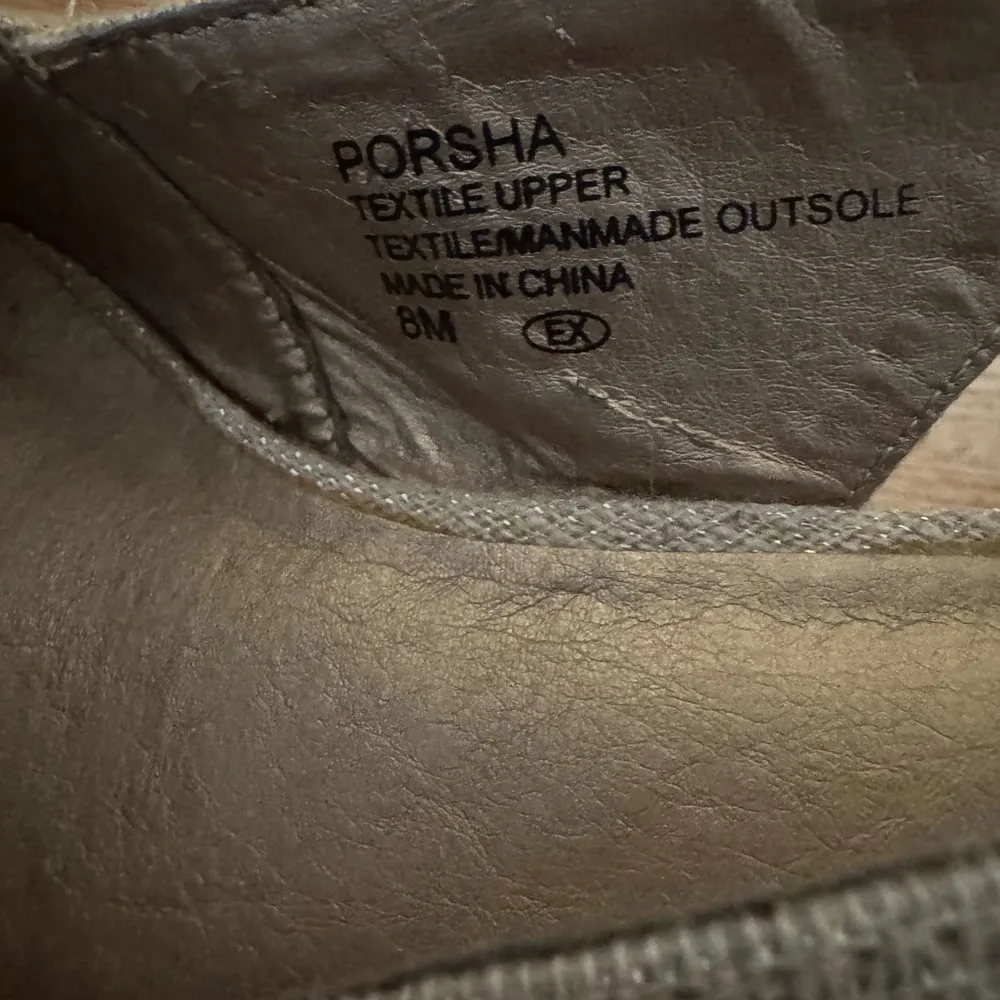 PORSHA
TEXTILE UPPER
TEXTILE/MANMADE OUTSOLE
MADE IN CHINA
8M EX